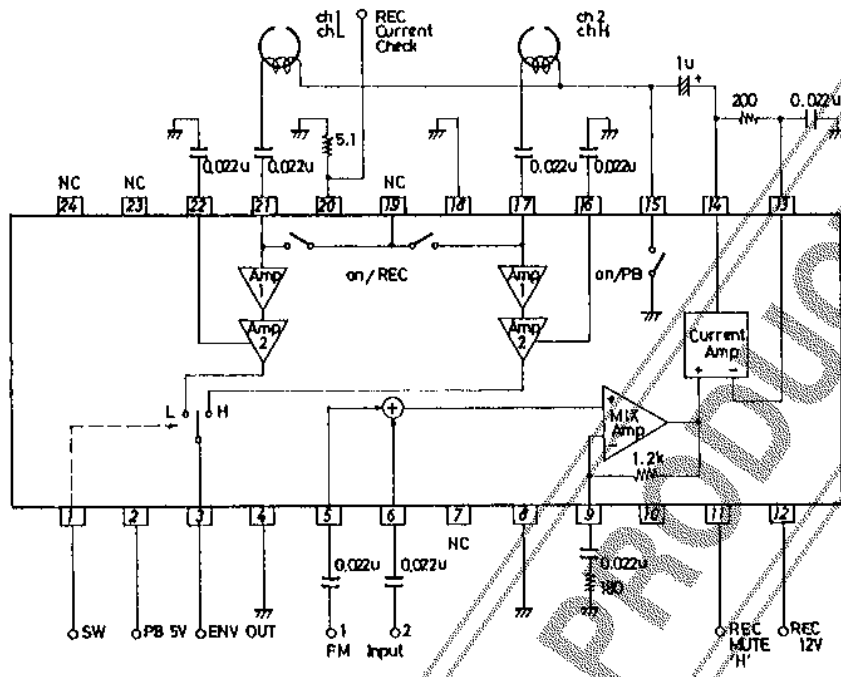 ch1
chL
REC
Current
Check
ch2
chH
1u
+
200
0.022u
5.1
0.022u
0.022u
0.022u
0.022u
NC
NC
NC
24
23
22
21
20
19
18
17
16
15
14
13
Amp
1
on/REC
Amp
1
on/PB
Amp
2
Amp
2
Current
Amp
+ -
L H
+
+
MIX
Amp
-
1.2k
1
2
3
4
5
6
7
8
9
10
11
12
NC
0.022u
0.022u
0.022u
180
SW
PB 5V
ENV OUT
1
2
FM Input
REC
MUTE
'H'
REC
12V
PRODUC